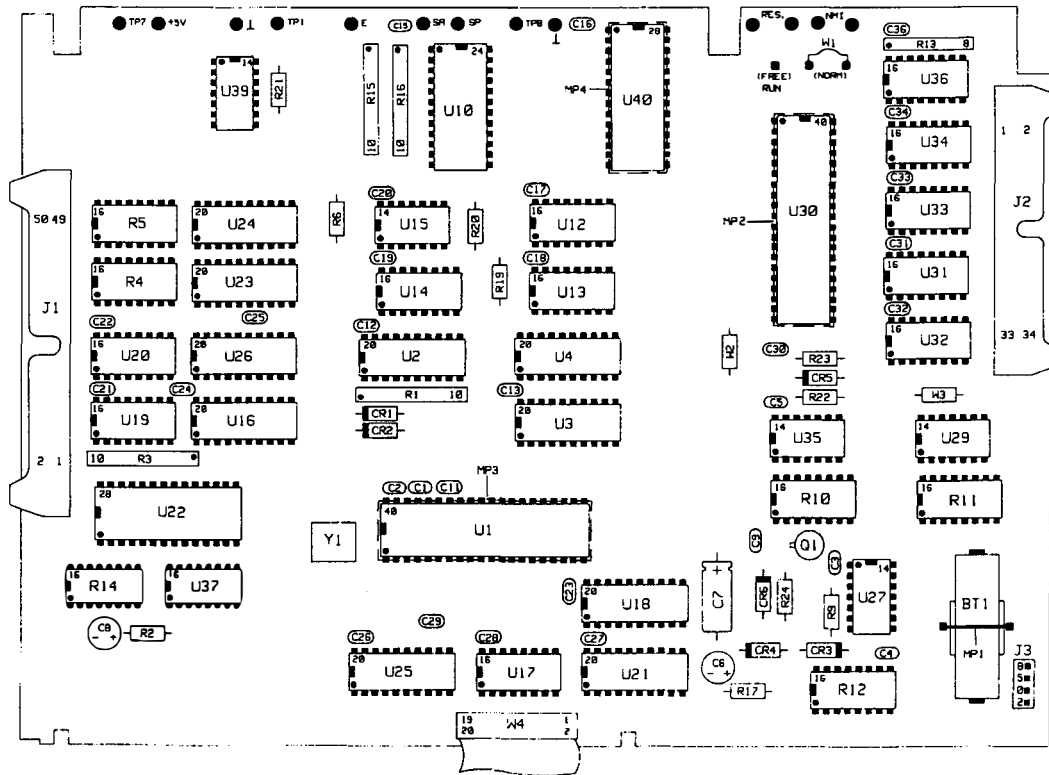 TP7 +5V ⊥ TP1 E C15 SA SP TP8 ⊥ C16 RES. NMI C36
W1
R13 8
14 U39 R21 R15 10 R16 10 24 U10 MP4 28 U40
(FREE) RUN (NORM)
16 U36
C34
40 U30
16 U34
1 2
C33
J2
50 49
16 R5 20 U24 R6 C20 14 U15 R20 C17 16 U12
MP2
16 U33
C19 C18
C31
16 R4 20 U23 16 U14 R19 16 U13
16 U31
J1
C22 C25 C12
C32
16 U20 20 U26 20 U2 20 U4 W2 C30
16 U32
33 34
R23
CR5
C21 C24 R1 10 C13 R22 W3
16 U19 20 U16 CR1 20 U3 C5
CR2
14 U35 14 U29
2 1
10 R3
MP3
28 U22 C2 C1 C11
40 U1
16 R10 16 R11
Y1
C9 Q1 C3
16 R14 16 U37 C23 20 U18 + C7 CR6 R24 R9 14 U27 BT1
C8 - + R2
C29
C26 C28 C27 CR4 CR3 C4 MP1 J3
20 U25 16 U17 20 U21 C6 - + R17 16 R12
8
5
0
2
19 W4 1
20 2